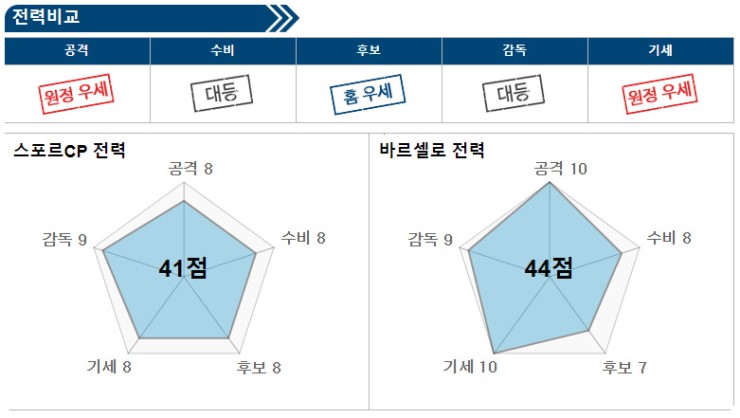 전력비교
공격 수비 후보 감독 기세
원정 우세 대등 홈 우세 대등 원정 우세
스포르CP 전력
공격 8
감독 9
수비 8
41점
기세 8
후보 8
바르셀로 전력
공격 10
감독 9
수비 8
44점
기세 10
후보 7